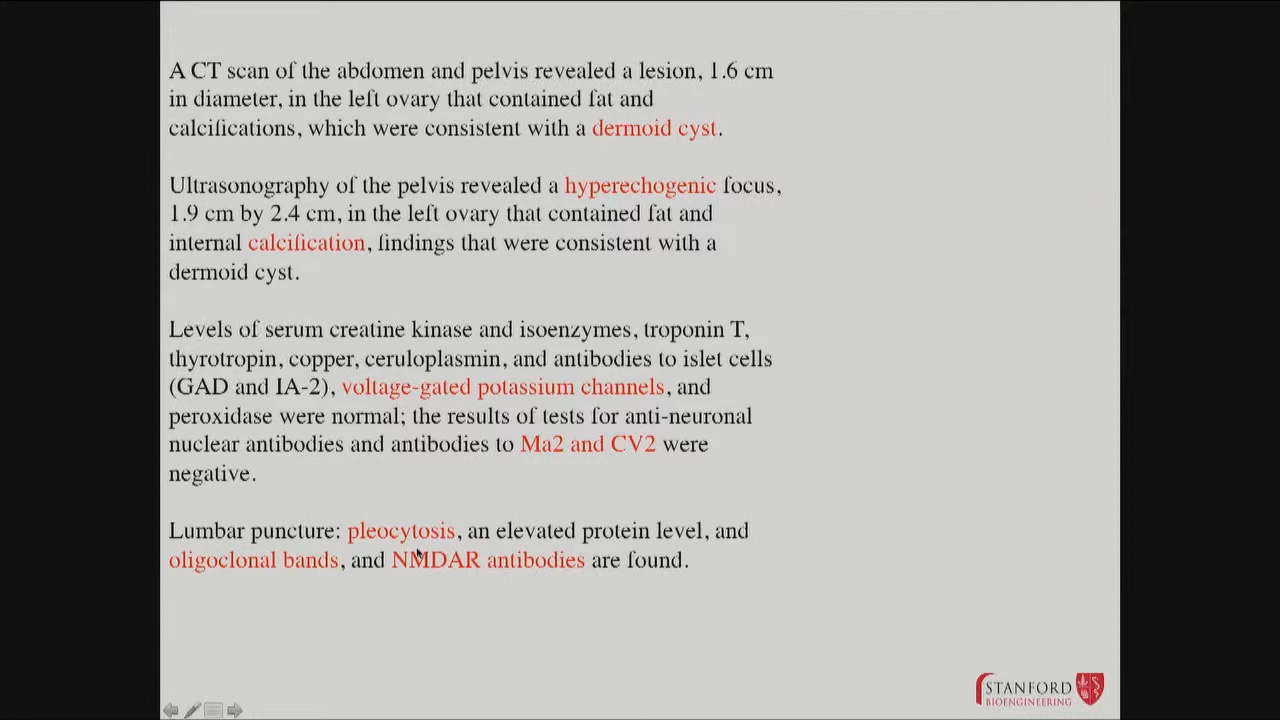 A CT scan of the abdomen and pelvis revealed a lesion, 1.6 cm
in diameter, in the left ovary that contained fat and
calcifications, which were consistent with a dermoid cyst.
Ultrasonography of the pelvis revealed a hyperechogenic focus,
1.9 cm by 2.4 cm, in the left ovary that contained fat and
internal calcification, findings that were consistent with a
dermoid cyst.
Levels of serum creatine kinase and isoenzymes, troponin T,
thyrotropin, copper, ceruloplasmin, and antibodies to islet cells
(GAD and IA-2), voltage-gated potassium channels, and
peroxidase were normal; the results of tests for anti-neuronal
nuclear antibodies and antibodies to Ma2 and CV2 were
negative.
Lumbar puncture: pleocytosis, an elevated protein level, and
oligoclonal bands, and NMDAR antibodies are found.
STANFORD
BIOENGINEERING